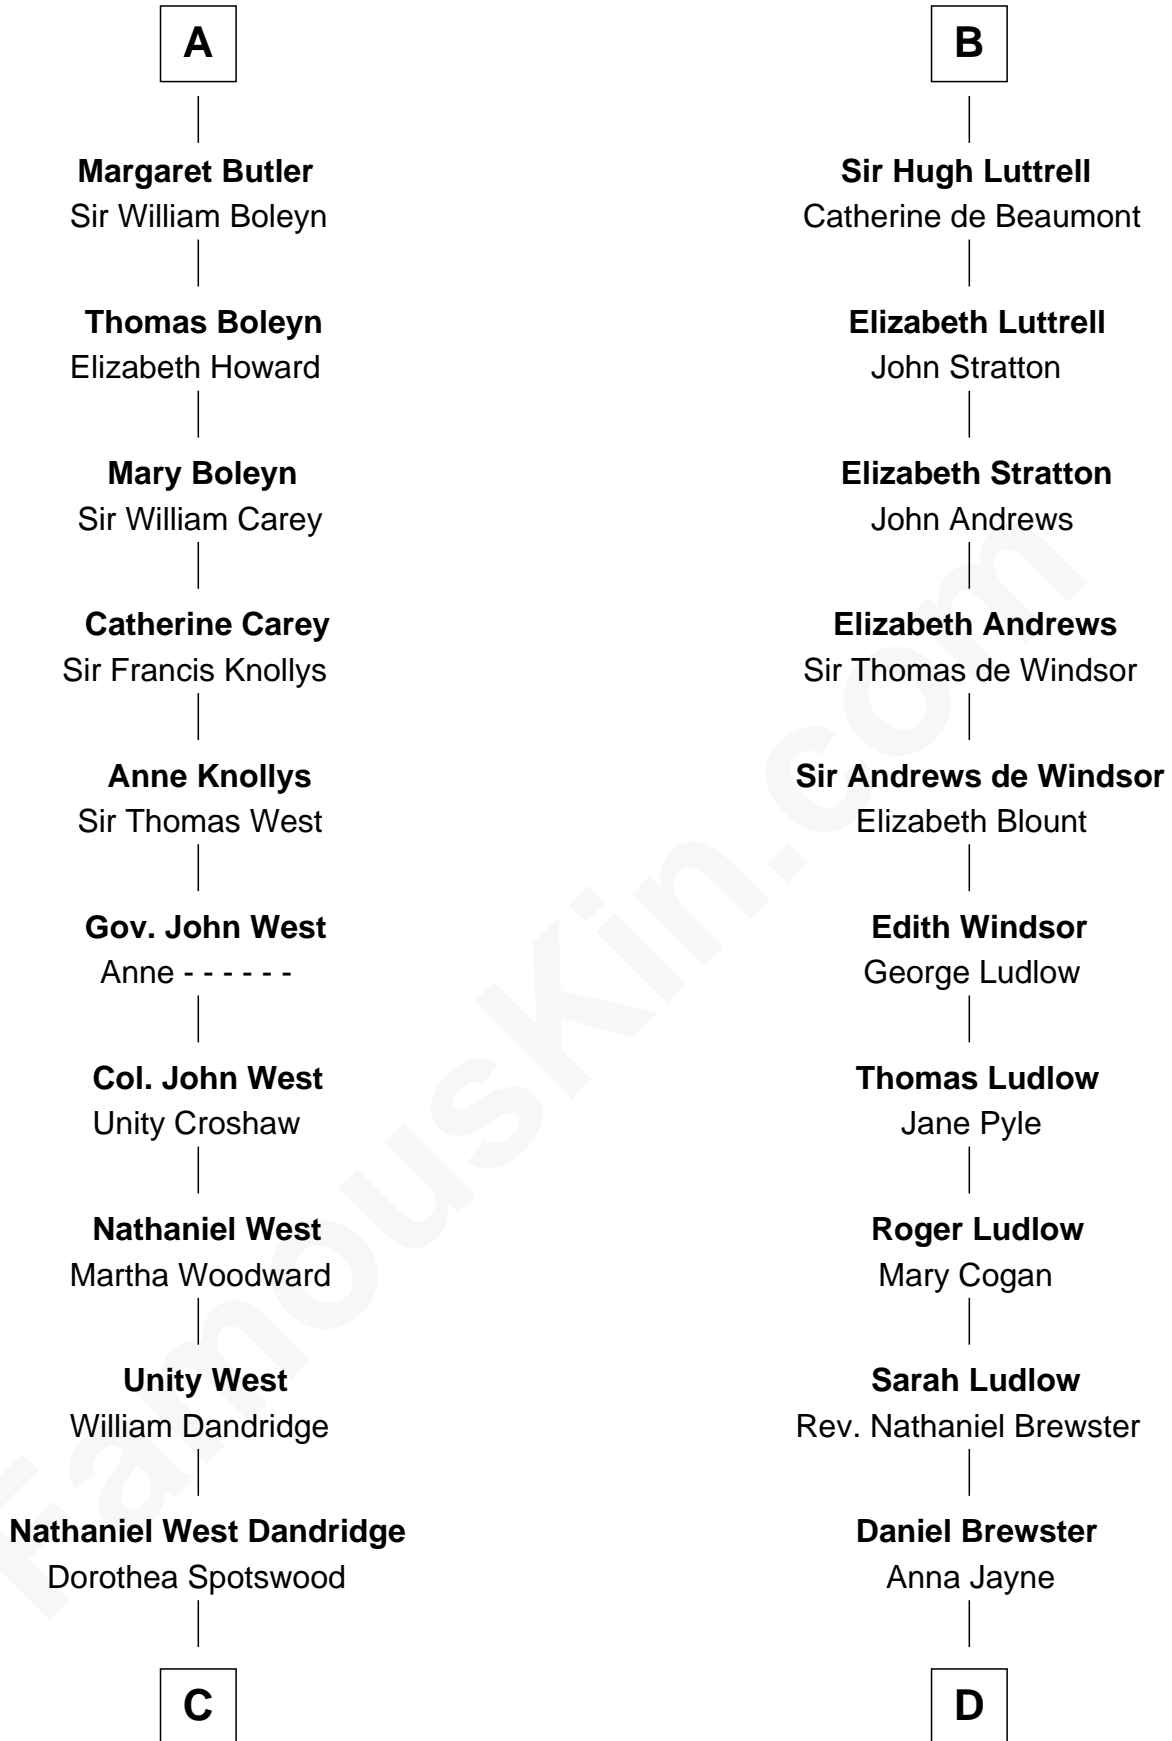 A
Margaret Butler
Sir William Boleyn
Thomas Boleyn
Elizabeth Howard
Mary Boleyn
Sir William Carey
Catherine Carey
Sir Francis Knollys
Anne Knollys
Sir Thomas West
Gov. John West
Anne - - - - - -
Col. John West
Unity Croshaw
Nathaniel West
Martha Woodward
Unity West
William Dandridge
Nathaniel West Dandridge
Dorothea Spotswood
C
B
Sir Hugh Luttrell
Catherine de Beaumont
Elizabeth Luttrell
John Stratton
Elizabeth Stratton
John Andrews
Elizabeth Andrews
Sir Thomas de Windsor
Sir Andrews de Windsor
Elizabeth Blount
Edith Windsor
George Ludlow
Thomas Ludlow
Jane Pyle
Roger Ludlow
Mary Cogan
Sarah Ludlow
Rev. Nathaniel Brewster
Daniel Brewster
Anna Jayne
D
FamousKin.com